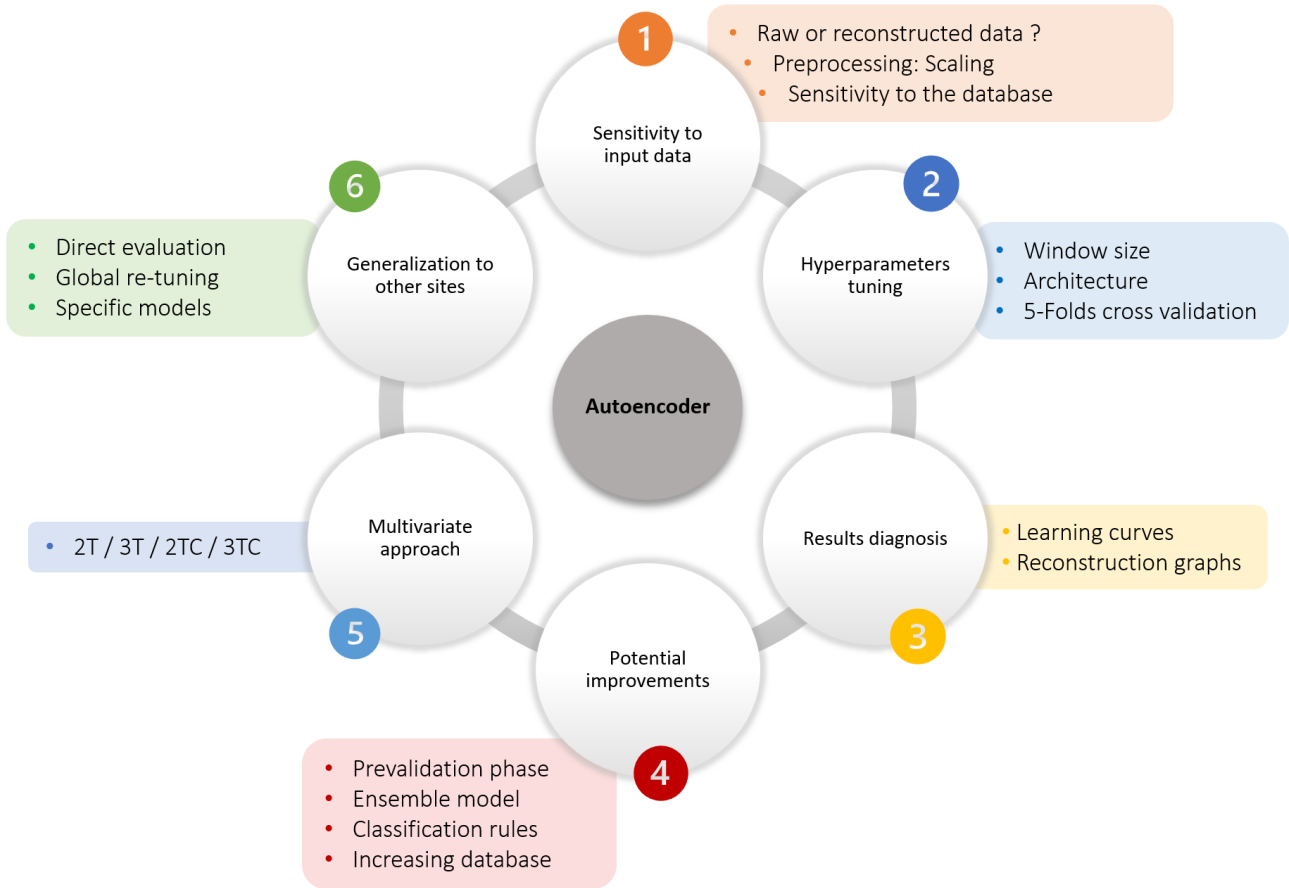 1
• Raw or reconstructed data ?
• Preprocessing: Scaling
• Sensitivity to the database
Sensitivity to
input data
2
Hyperparameters
tuning
• Window size
• Architecture
• 5-Folds cross validation
3
Results diagnosis
• Learning curves
• Reconstruction graphs
4
Potential
improvements
• Prevalidation phase
• Ensemble model
• Classification rules
• Increasing database
5
Multivariate
approach
• 2T / 3T / 2TC / 3TC
6
Generalization to
other sites
• Direct evaluation
• Global re-tuning
• Specific models
Autoencoder